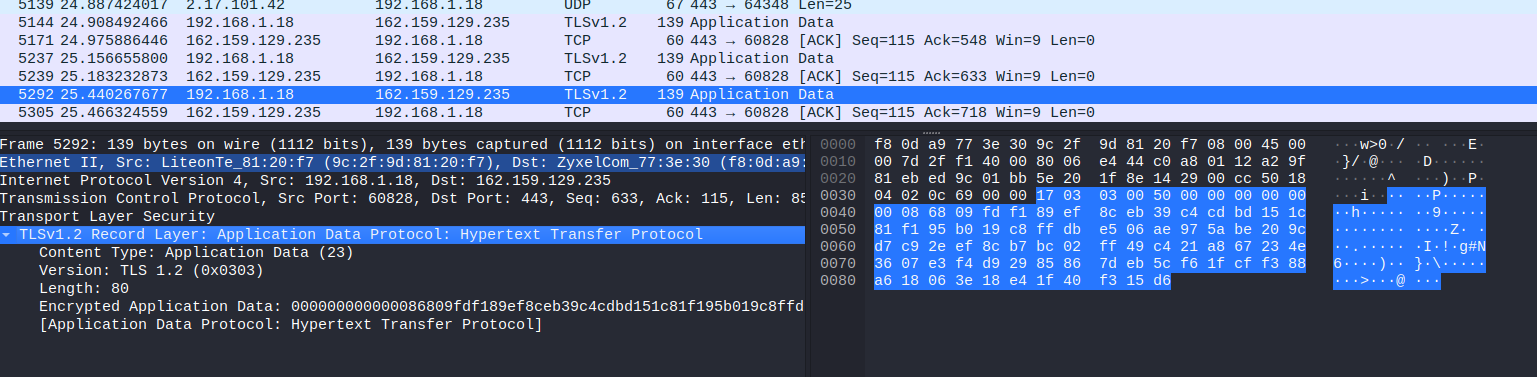 5139 24.887424017 2.17.101.42 192.168.1.18 UDP 67 443 → 64348 Len=25
5144 24.908492466 192.168.1.18 162.159.129.235 TLSv1.2 139 Application Data
5171 24.975886446 162.159.129.235 192.168.1.18 TCP 60 443 → 60828 [ACK] Seq=115 Ack=548 Win=9 Len=0
5237 25.156655800 192.168.1.18 162.159.129.235 TLSv1.2 139 Application Data
5239 25.183232873 162.159.129.235 192.168.1.18 TCP 60 443 → 60828 [ACK] Seq=115 Ack=633 Win=9 Len=0
5292 25.440267677 192.168.1.18 162.159.129.235 TLSv1.2 139 Application Data
5305 25.466324559 162.159.129.235 192.168.1.18 TCP 60 443 → 60828 [ACK] Seq=115 Ack=718 Win=9 Len=0
Frame 5292: 139 bytes on wire (1112 bits), 139 bytes captured (1112 bits) on interface eth
Ethernet II, Src: LiteonTe_81:20:f7 (9c:2f:9d:81:20:f7), Dst: ZyxelCom_77:3e:30 (f8:0d:a9:
Internet Protocol Version 4, Src: 192.168.1.18, Dst: 162.159.129.235
Transmission Control Protocol, Src Port: 60828, Dst Port: 443, Seq: 633, Ack: 115, Len: 85
Transport Layer Security
TLSv1.2 Record Layer: Application Data Protocol: Hypertext Transfer Protocol
Content Type: Application Data (23)
Version: TLS 1.2 (0x0303)
Length: 80
Encrypted Application Data: 000000000000086809fdf189ef8ceb39c4cdbd151c81f195b019c8ffd
[Application Data Protocol: Hypertext Transfer Protocol]
0000 f8 0d a9 77 3e 30 9c 2f 9d 81 20 f7 08 00 45 00 ···w>0·/ ·· ···E·
0010 00 7d 2f f1 40 00 80 06 e4 44 c0 a8 01 12 a2 9f ·}/·@··· ·D······
0020 81 eb ed 9c 01 bb 5e 20 1f 8e 14 29 00 cc 50 18 ······^  ···)··P·
0030 04 02 0c 69 00 00 17 03 03 00 50 00 00 00 00 00 ···i···· ··P·····
0040 00 08 68 09 fd f1 89 ef 8c eb 39 c4 cd bd 15 1c ··h····· ··9·····
0050 81 f1 95 b0 19 c8 ff db e5 06 ae 97 5a be 20 9c ········ ····Z· ·
0060 d7 c9 2e ef 8c b7 bc 02 ff 49 c4 21 a8 67 23 4e ··.····· ·I·!·g#N
0070 36 07 e3 f4 d9 29 85 86 7d eb 5c f6 1f cf f3 88 6····)·· }·\·····
0080 a6 18 06 3e 18 e4 1f 40 f3 15 d6 ···>···@ ···